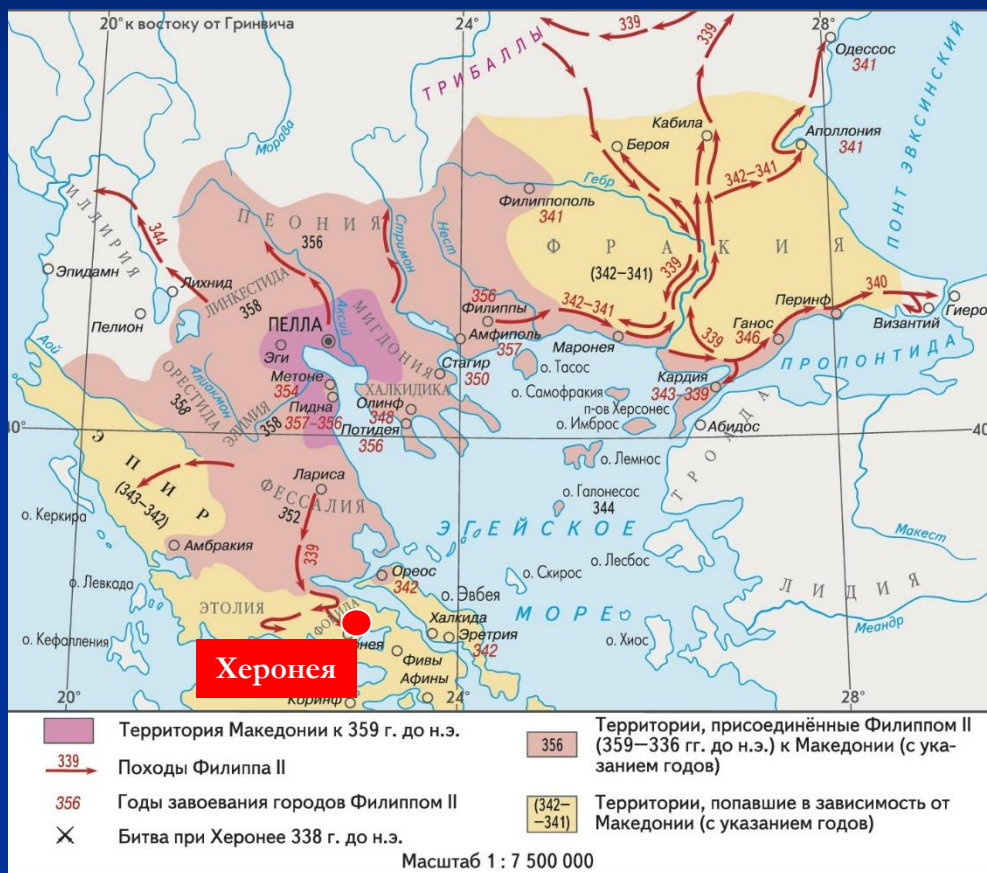 20° к востоку от Гринвича
24°
28°
339
339
Одессос
341
ТРИБАЛЛЫ
ПОНТ ЭВКСИНСКИЙ
Морава
Кабила
Бероя
Аполлония
341
342–341
Гебр
Филиппополь
341
ИЛЛИРИЯ
344
ПЕОНИЯ
356
Стримон
Нест
ФРАКИЯ
(342–341)
339
Эпидамн
Лихнид
ЛИНКЕСТИДА
358
Пелион
Аксий
МИГДОНИЯ
356
Филиппы
342–341
Амфиполь
357
Маронея
Перинф
340
Гиерон
Византий
ПЕЛЛА
Эги
Ганос
346
339
ПРОПОНТИДА
Аой
Стагир
350
о. Тасос
о. Самофракия
Кардия
343–339
Метоне
354
ОРЕСТИДА
358
Алиакмон
ЭЛИМИЯ
358
Пидна
357–356
ХАЛКИДИКА
Олинф
348
Потидея
356
п-ов Херсонес
о. Имброс
Абидос
40°
40
ЭПИР
(343–342)
о. Лемнос
ТРОАДА
Лариса
ФЕССАЛИЯ
352
о. Галонесос
344
о. Керкира
ЭГЕЙСКОЕ
Макест
Амбракия
339
о. Лесбос
о. Левкада
Ореос
342
о. Скирос
ЛИДИЯ
ЭТОЛИЯ
о. Эвбея
МОРЕ
ФОКИДА
Халкида
Эретрия
342
о. Хиос
Меандр
о. Кефалления
Херонея
Фивы
Афины
Коринф
20°
24°
28°
Территория Македонии к 359 г. до н.э.
339
Походы Филиппа II
356
Годы завоевания городов Филиппом II
Битва при Херонее 338 г. до н.э.
356
Территории, присоединённые Филиппом II
(359–336 гг. до н.э.) к Македонии (с ука-
занием годов)
(342–
–341)
Территории, попавшие в зависимость от
Македонии (с указанием годов)
Масштаб 1 : 7 500 000